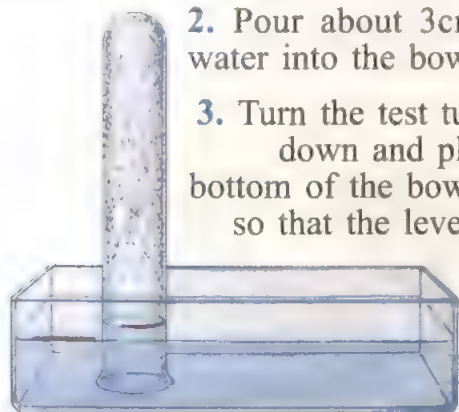 2. Pour about 3c
water into the bow
3. Turn the test tu
down and pl
bottom of the bow
so that the leve